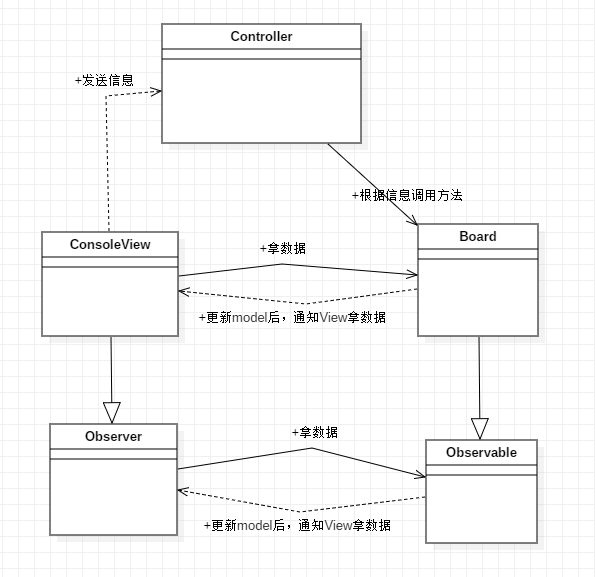 Controller
+发送信息
+根据信息调用方法
ConsoleView
Board
+拿数据
+更新model后，通知View拿数据
Observer
Observable
+拿数据
+更新model后，通知View拿数据